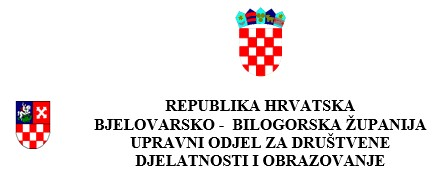 REPUBLIKA HRVATSKA
BJELOVARSKO - BILOGORSKA ŽUPANIJA
UPRAVNI ODJEL ZA DRUŠTVENE
DJELATNOSTI I OBRAZOVANJE